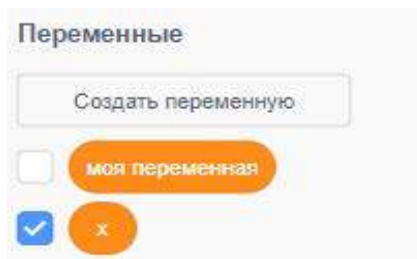 Переменные
Создать переменную
моя переменная
x